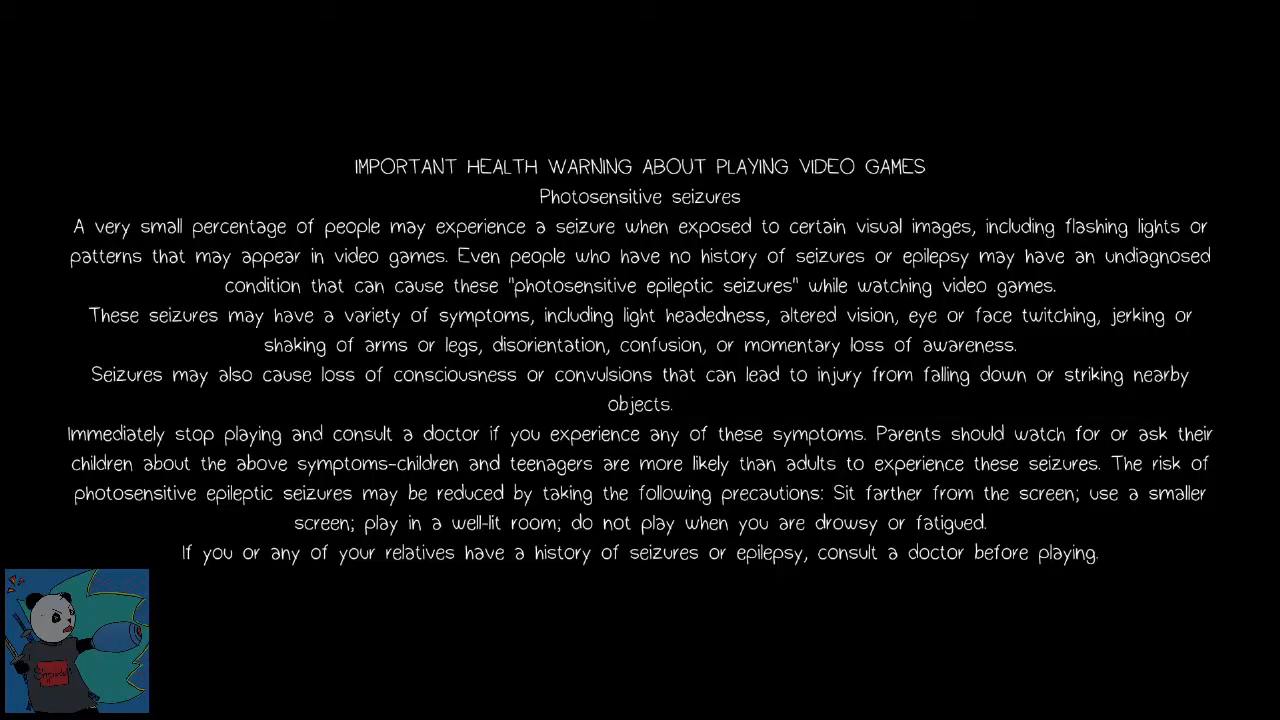 IMPORTANT HEALTH WARNING ABOUT PLAYING VIDEO GAMES
Photosensitive seizures
A very small percentage of people may experience a seizure when exposed to certain visual images, including flashing lights or
patterns that may appear in video games. Even people who have no history of seizures or epilepsy may have an undiagnosed
condition that can cause these "photosensitive epileptic seizures" while watching video games.
These seizures may have a variety of symptoms, including light headedness, altered vision, eye or face twitching, jerking or
shaking of arms or legs, disorientation, confusion, or momentary loss of awareness.
Seizures may also cause loss of consciousness or convulsions that can lead to injury from falling down or striking nearby
objects.
Immediately stop playing and consult a doctor if you experience any of these symptoms. Parents should watch for or ask their
children about the above symptoms-children and teenagers are more likely than adults to experience these seizures. The risk of
photosensitive epileptic seizures may be reduced by taking the following precautions: Sit farther from the screen; use a smaller
screen; play in a well-lit room; do not play when you are drowsy or fatigued.
If you or any of your relatives have a history of seizures or epilepsy, consult a doctor before playing.